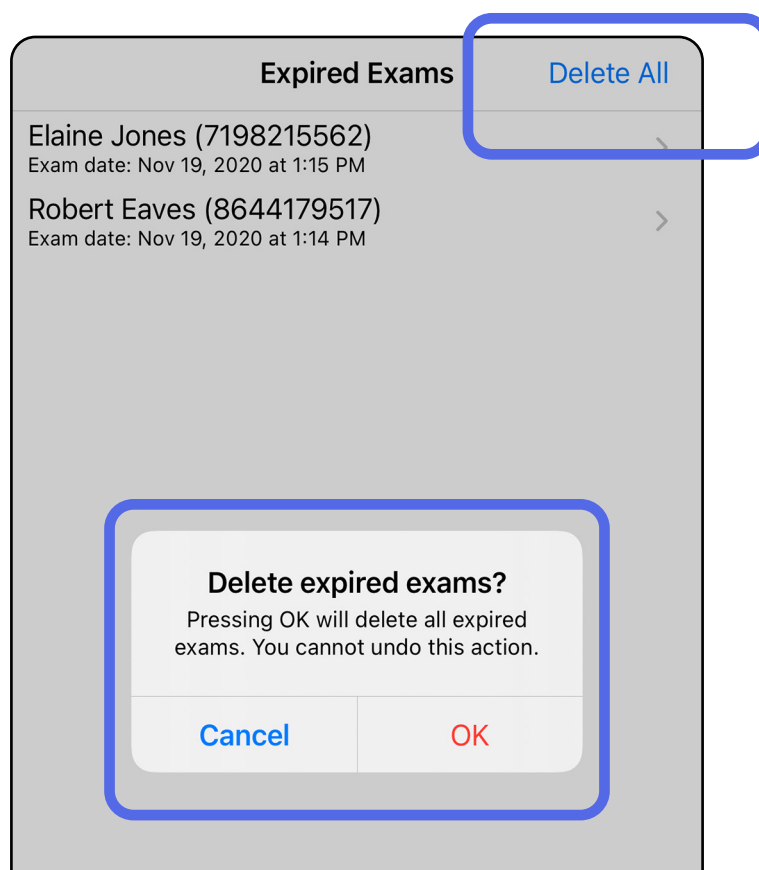 Expired Exams Delete All
Elaine Jones (7198215562)
Exam date: Nov 19, 2020 at 1:15 PM
Robert Eaves (8644179517)
Exam date: Nov 19, 2020 at 1:14 PM
Delete expired exams?
Pressing OK will delete all expired
exams. You cannot undo this action.
Cancel OK